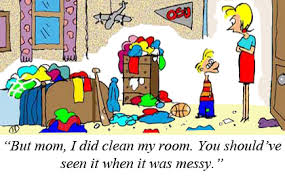 OSU
“But mom, I did clean my room. You should’ve
seen it when it was messy.”